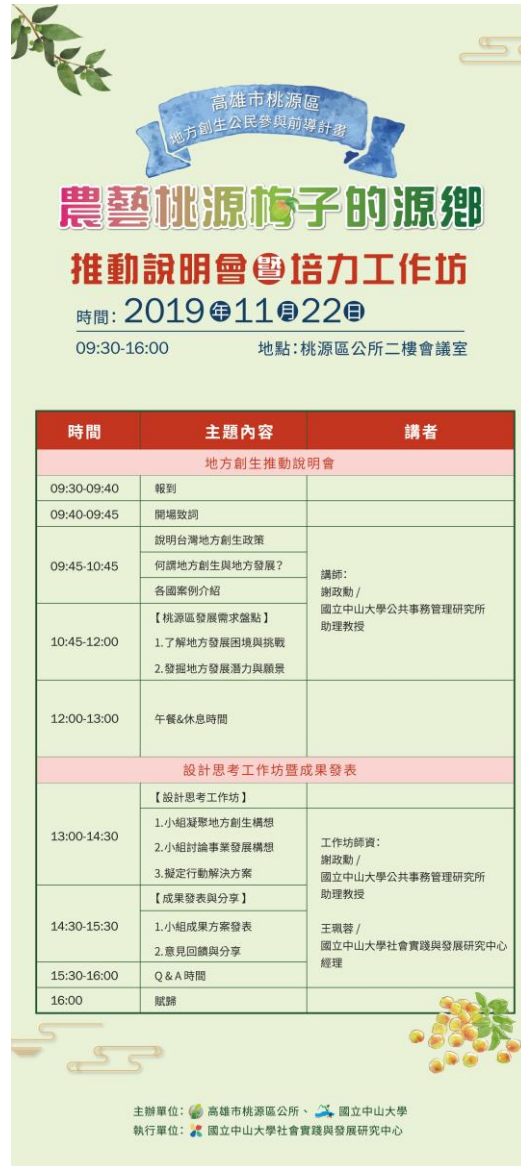 高雄市桃源區
地方創生公民參與前導計畫
農藝桃源梅子的源鄉
推動說明會暨培力工作坊
時間：2019年11月22日
09:30-16:00 地點：桃源區公所二樓會議室
時間 主題內容 講者
地方創生推動說明會
09:30-09:40 報到
09:40-09:45 開場致詞
09:45-10:45
說明台灣地方創生政策
何謂地方創生與地方發展？
各國案例介紹
10:45-12:00
【桃源區發展需求盤點】
1.了解地方發展困境與挑戰
2.發掘地方發展潛力與願景
講師：
謝政勳 /
國立中山大學公共事務管理研究所
助理教授
12:00-13:00 午餐&休息時間
設計思考工作坊暨成果發表
13:00-14:30
【設計思考工作坊】
1.小組凝聚地方創生構想
2.小組討論事業發展構想
3.擬定行動解決方案
14:30-15:30
【成果發表與分享】
1.小組成果方案發表
2.意見回饋與分享
工作坊師資：
謝政勳 /
國立中山大學公共事務管理研究所
助理教授
王珮蓉 /
國立中山大學社會實踐與發展研究中心
經理
15:30-16:00 Q&A時間
16:00 賦歸
主辦單位： 高雄市桃源區公所、 國立中山大學
執行單位： 國立中山大學社會實踐與發展研究中心